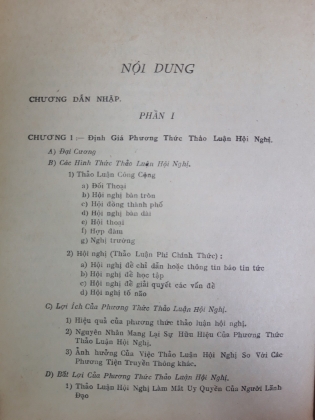 NỘI DUNG
CHƯƠNG DẪN NHẬP.
PHẦN I
CHƯƠNG I — Định Giá Phương Thức Thảo Luận Hội Nghị.
A) Đại Cương
B) Các Hình Thức Thảo Luận Hội Nghị.
1) Thảo Luận Công Cộng
a) Đối Thoại
b) Hội nghị bàn tròn
c) Hội đồng thành phố
d) Hội nghị bàn dài
e) Hội thoại
f) Hợp đàm
g) Nghị trường
2) Hội nghị (Thảo Luận Phi Chính Thức) :
a) Hội nghị để chỉ dẫn hoặc thông tin báo tin tức
b) Hội nghị để học tập
c) Hội nghị để giải quyết các vấn đề
d) Hội nghị tố não
C) Lợi Ích Của Phương Thức Thảo Luận Hội Nghị.
1) Hiệu quả của phương thức thảo luận hội nghị.
2) Nguyên Nhân Mang Lại Sự Hữu Hiệu Của Phương Thức
Thảo Luận Hội Nghị.
3) Ảnh hưởng Của Việc Thảo Luận Hội Nghị So Với Các
Phương Tiện Truyền Thông khác.
D) Bất Lợi Của Phương Thức Thảo Luận Hội Nghị.
1) Thảo Luận Hội Nghị Làm Mất Uy Quyền Của Người Lãnh
Đạo